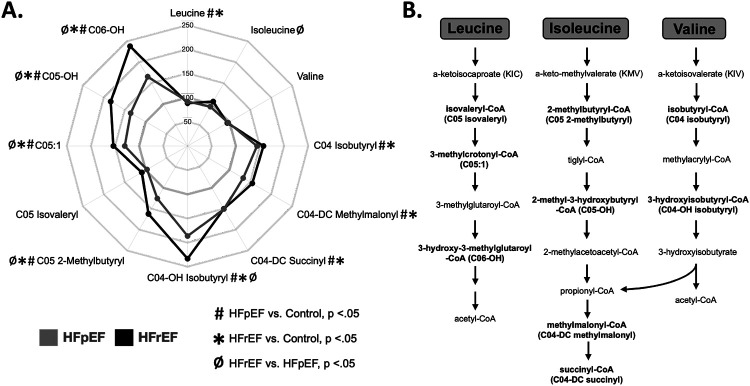 A.
Leucine #*
Isoleucine Ø
Valine
C04 Isobutyryl #*
C04-DC Methylmalonyl #*
C04-DC Succinyl #*
C04-OH Isobutyryl #*Ø
Ø*# C05 2-Methylbutyryl
C05 Isovaleryl
Ø*# C05:1
Ø*# C05-OH
Ø*# C06-OH
250
200
150
100
50
HFpEF HFrEF
# HFpEF vs. Control, p <.05
* HFrEF vs. Control, p <.05
Ø HFrEF vs. HFpEF, p <.05
B.
Leucine
a-ketoisocaproate (KIC)
isovaleryl-CoA
(C05 isovaleryl)
3-methylcrotonyl-CoA
(C05:1)
3-methylglutaroyl-CoA
3-hydroxy-3-methylglutaroyl
-CoA (C06-OH)
acetyl-CoA
Isoleucine
a-keto-methylvalerate (KMV)
2-methylbutyryl-CoA
(C05 2-methylbutyryl)
tiglyl-CoA
2-methyl-3-hydroxybutyryl
-CoA (C05-OH)
2-methylacetoacetyl-CoA
propionyl-CoA
methylmalonyl-CoA
(C04-DC methylmalonyl)
succinyl-CoA
(C04-DC succinyl)
Valine
a-ketoisovalerate (KIV)
isobutyryl-CoA
(C04 isobutyryl)
methylacrylyl-CoA
3-hydroxyisobutyryl-CoA
(C04-OH isobutyryl)
3-hydroxyisobutyrate
acetyl-CoA